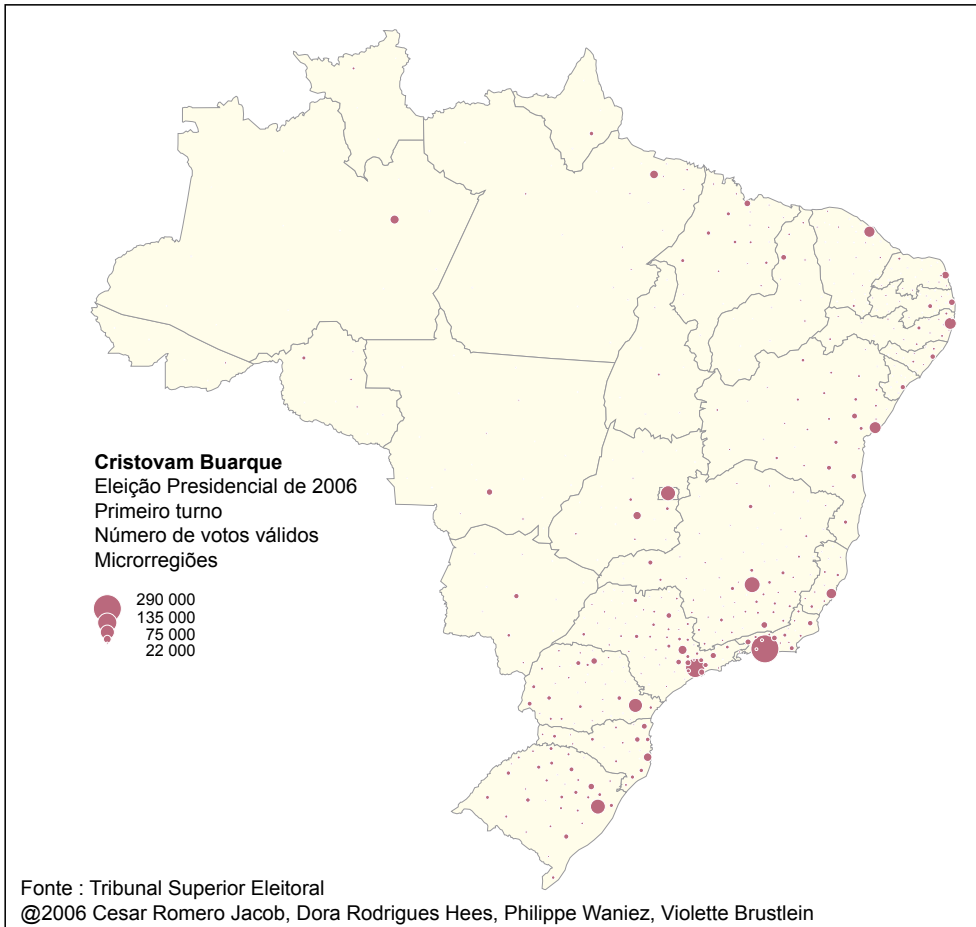 Cristovam Buarque
Eleição Presidencial de 2006
Primeiro turno
Número de votos válidos
Microrregiões
290 000
135 000
75 000
22 000
Fonte : Tribunal Superior Eleitoral
@2006 Cesar Romero Jacob, Dora Rodrigues Hees, Philippe Waniez, Violette Brustlein